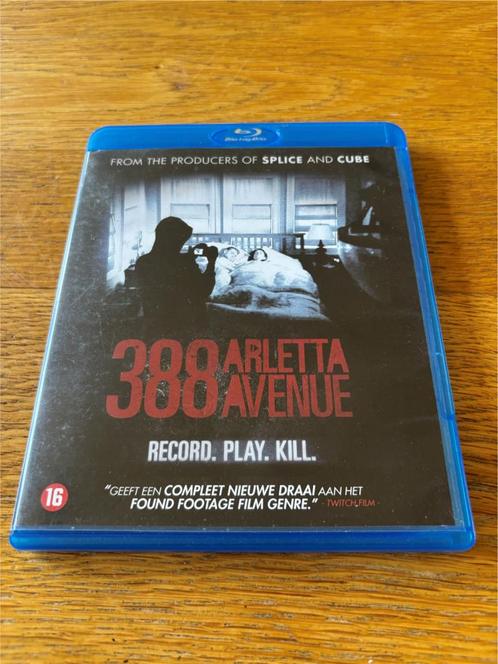 Blu-ray Disc
FROM THE PRODUCERS OF SPLICE AND CUBE
388 ARLETTA
AVENUE
RECORD. PLAY. KILL.
16
"GEEFT EEN COMPLEET NIEUWE DRAAI AAN HET
FOUND FOOTAGE FILM GENRE." - TWITCH.FILM -